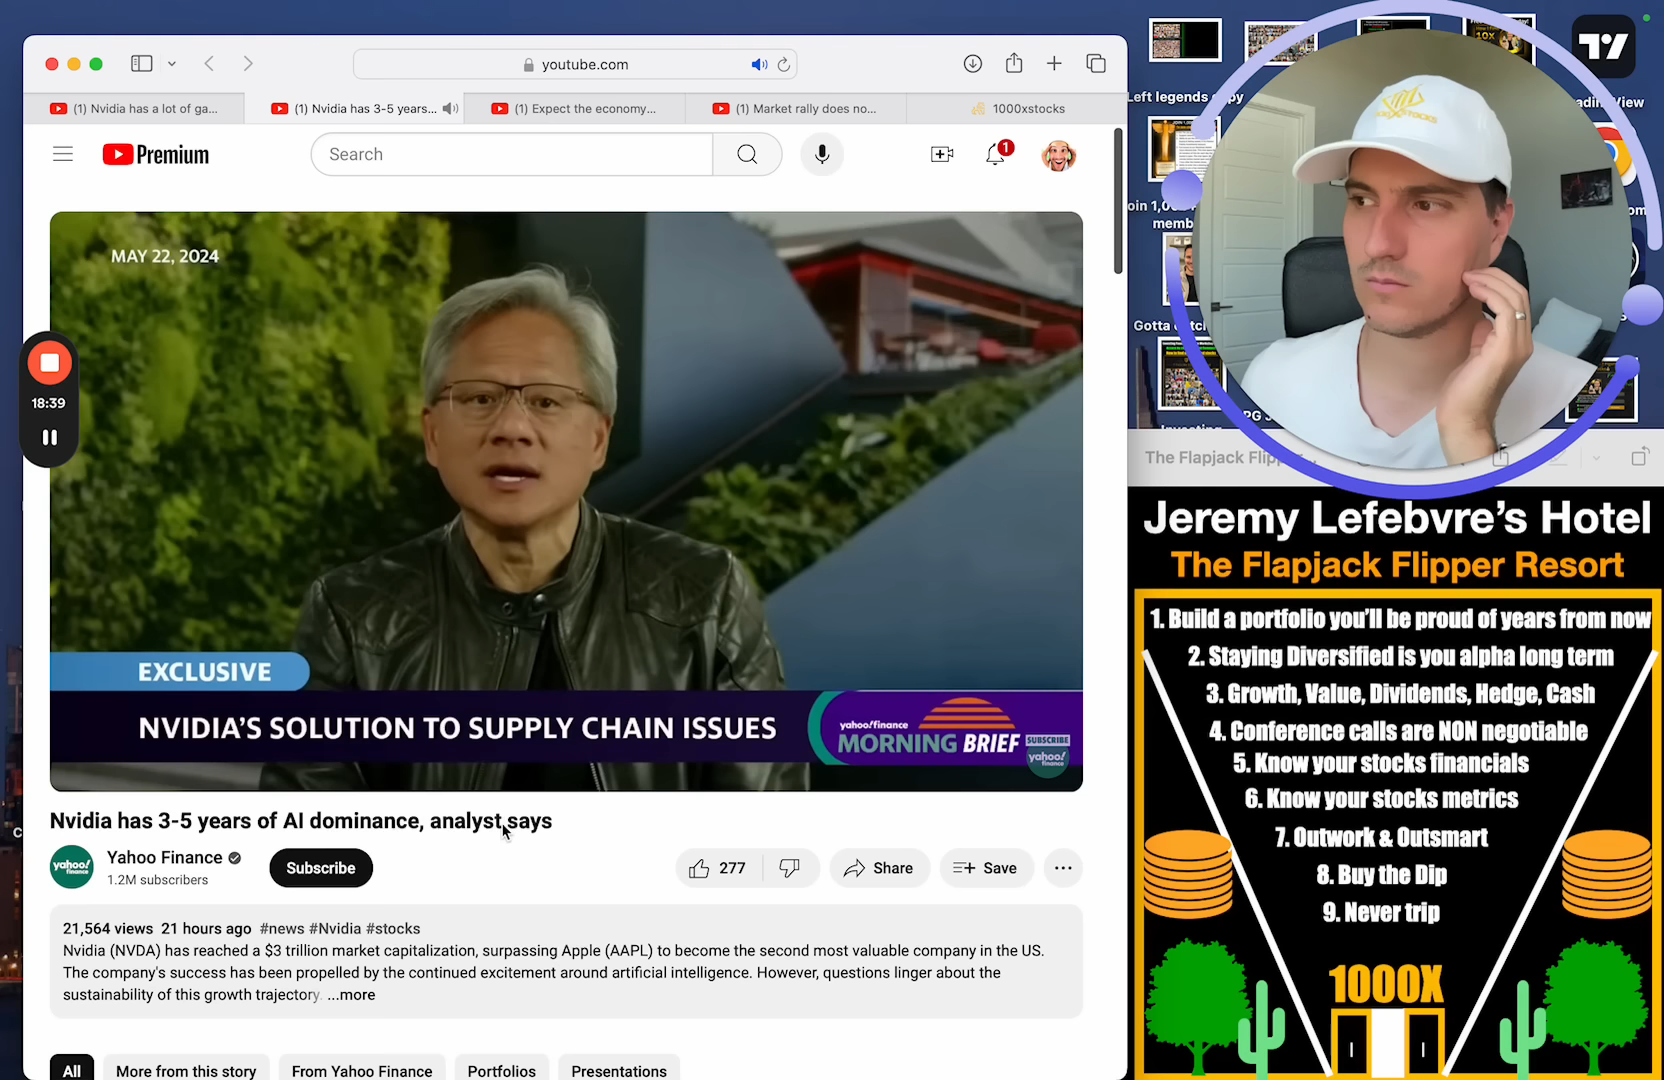 youtube.com
(1) Nvidia has a lot of ga...
(1) Nvidia has 3-5 years...
(1) Expect the economy...
(1) Market rally does no...
1000xstocks
Premium
Search
1
MAY 22, 2024
18:39
EXCLUSIVE
NVIDIA'S SOLUTION TO SUPPLY CHAIN ISSUES
yahoo!finance
MORNING BRIEF
SUBSCRIBE
yahoo!
finance
Nvidia has 3-5 years of AI dominance, analyst says
yahoo!
finance
Yahoo Finance
1.2M subscribers
Subscribe
277
Share
Save
21,564 views 21 hours ago #news #Nvidia #stocks
Nvidia (NVDA) has reached a $3 trillion market capitalization, surpassing Apple (AAPL) to become the second most valuable company in the US.
The company's success has been propelled by the continued excitement around artificial intelligence. However, questions linger about the
sustainability of this growth trajectory. ...more
All
More from this story
From Yahoo Finance
Portfolios
Presentations
Left legends copy
10X
View
memb
Gotta
The Flapjack
Jeremy Lefebvre's Hotel
The Flapjack Flipper Resort
1. Build a portfolio you'll be proud of years from now
2. Staying Diversified is you alpha long term
3. Growth, Value, Dividends, Hedge, Cash
4. Conference calls are NON negotiable
5. Know your stocks financials
6. Know your stocks metrics
7. Outwork & Outsmart
8. Buy the Dip
9. Never trip
1000X